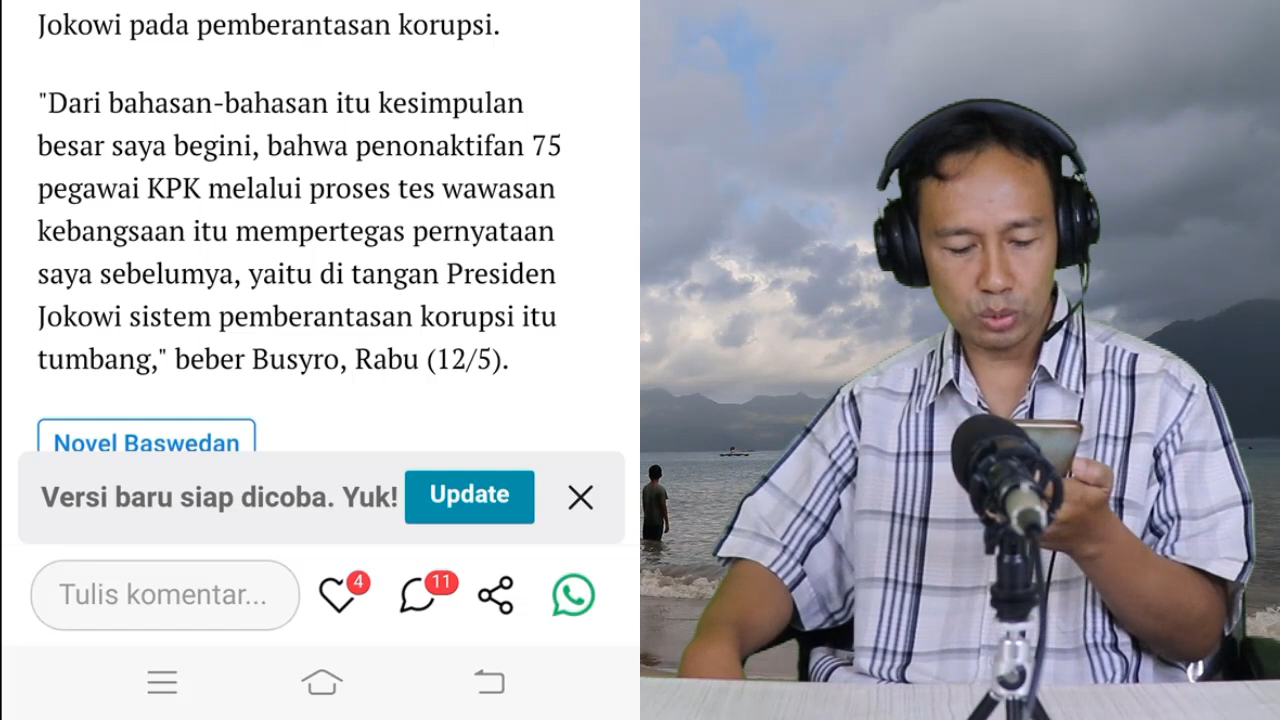 Jokowi pada pemberantasan korupsi.
"Dari bahasan-bahasan itu kesimpulan
besar saya begini, bahwa penonaktifan 75
pegawai KPK melalui proses tes wawasan
kebangsaan itu mempertegas pernyataan
saya sebelumya, yaitu di tangan Presiden
Jokowi sistem pemberantasan korupsi itu
tumbang," beber Busyro, Rabu (12/5).
Novel Baswedan
Versi baru siap dicoba. Yuk! Update
Tulis komentar... 4 11